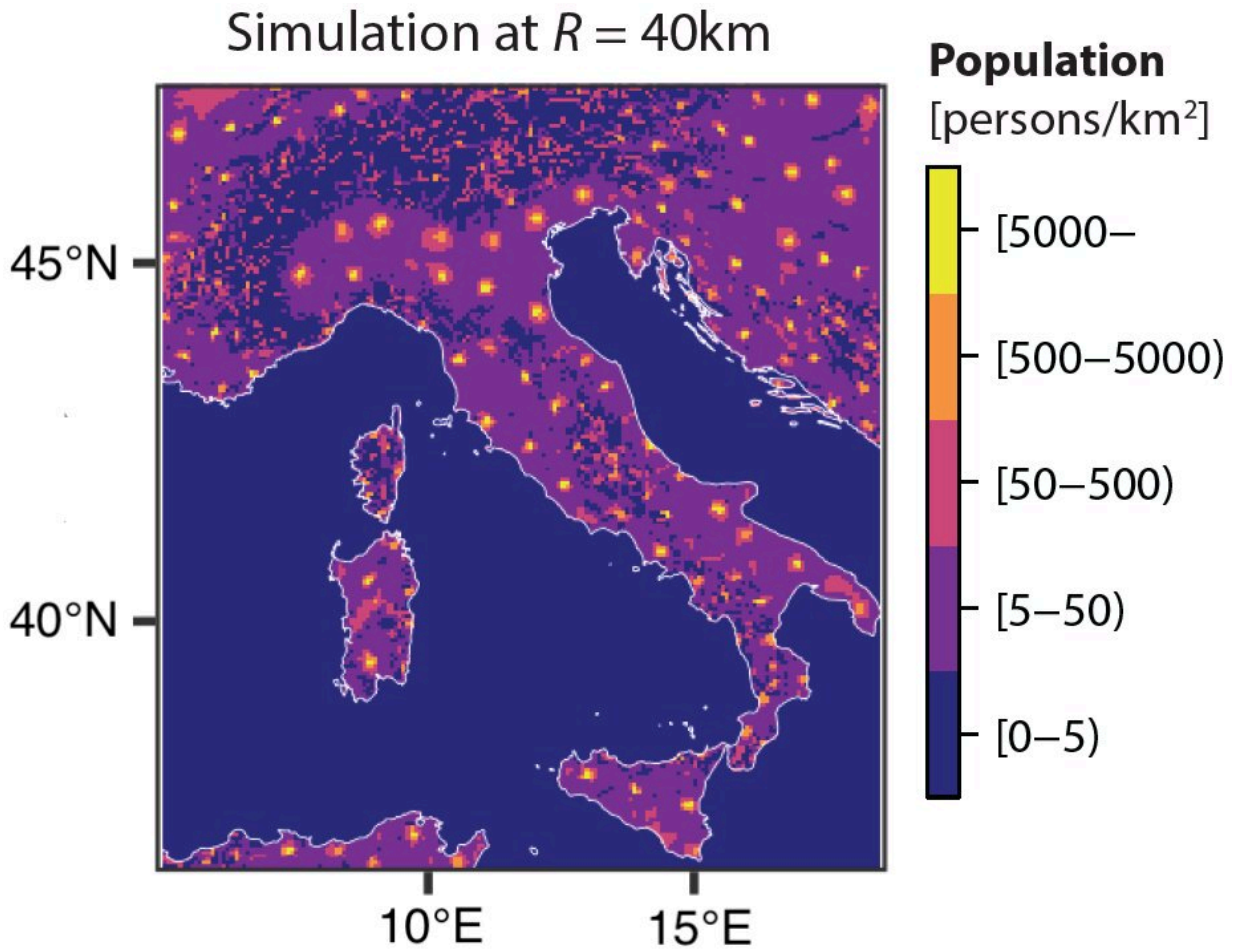 Simulation at R = 40km
Population
[persons/km²]
[5000–
[500–5000)
[50–500)
[5–50)
[0–5)
45°N
40°N
10°E
15°E